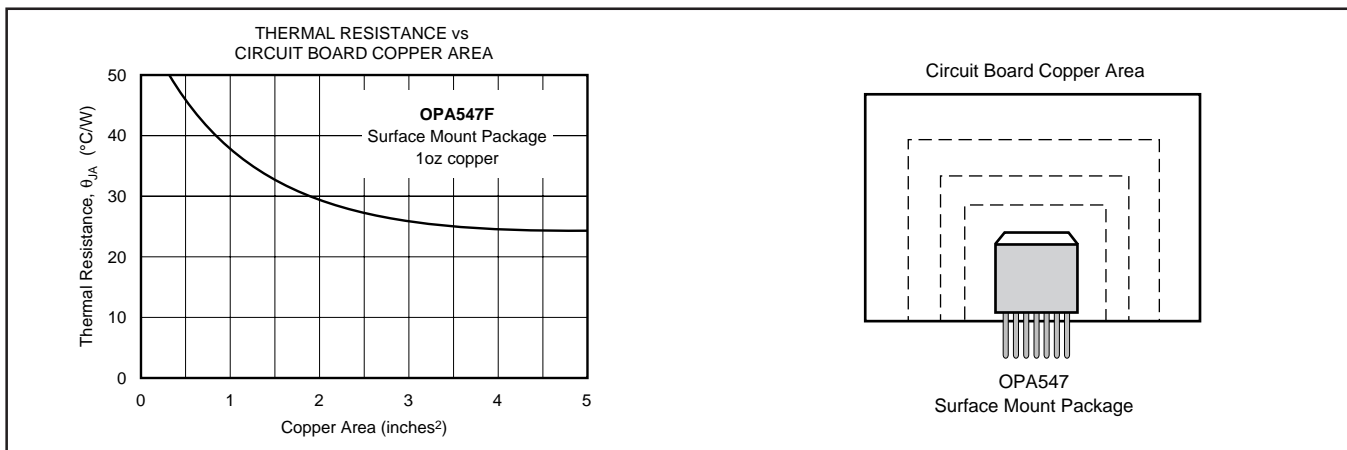 THERMAL RESISTANCE vs
CIRCUIT BOARD COPPER AREA
50
40
30
20
10
0
Thermal Resistance, θJA (°C/W)
OPA547F
Surface Mount Package
1oz copper
0 1 2 3 4 5
Copper Area (inches²)
Circuit Board Copper Area
OPA547
Surface Mount Package